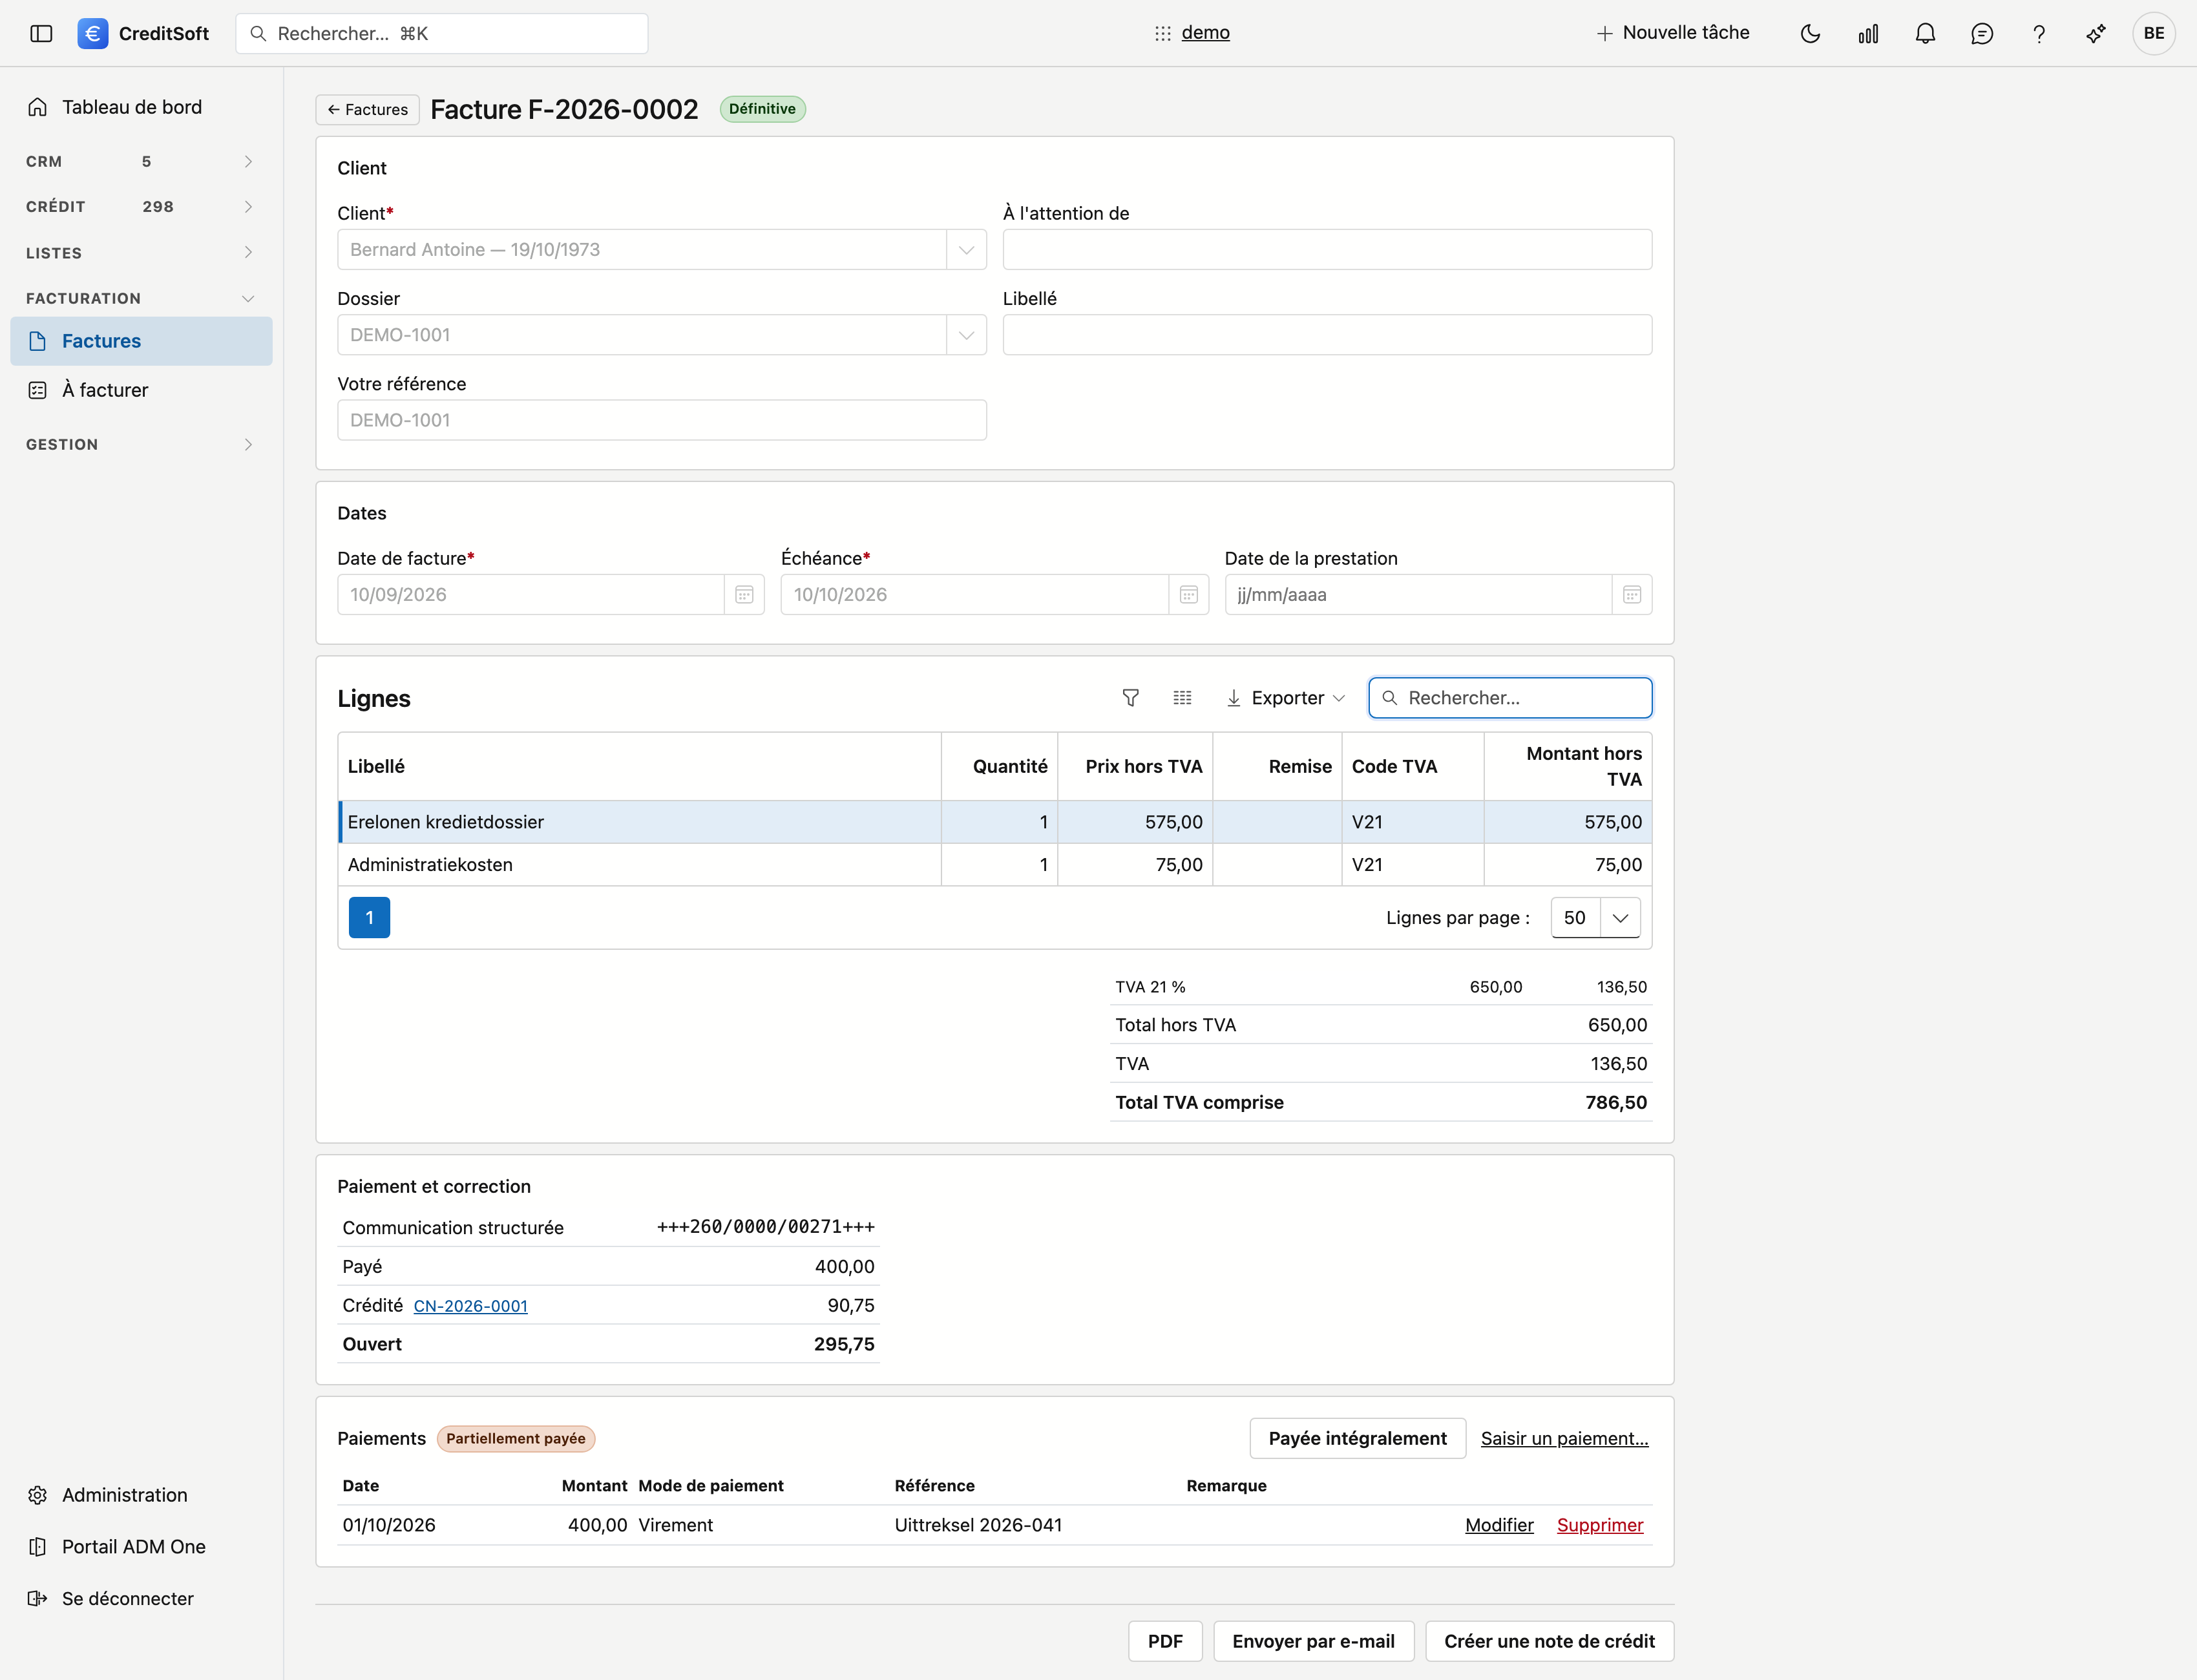 CreditSoft
Rechercher... ⌘K
demo
Nouvelle tâche
BE
Tableau de bord
CRM 5
CRÉDIT 298
LISTES
FACTURATION
Factures
À facturer
GESTION
Administration
Portail ADM One
Se déconnecter
← Factures Facture F-2026-0002 Définitive
Client
Client* À l'attention de
Bernard Antoine — 19/10/1973
Dossier Libellé
DEMO-1001
Votre référence
DEMO-1001
Dates
Date de facture* Échéance* Date de la prestation
10/09/2026 10/10/2026 jj/mm/aaaa
Lignes Exporter Rechercher...
Libellé Quantité Prix hors TVA Remise Code TVA Montant hors TVA
Erelonen kredietdossier 1 575,00 V21 575,00
Administratiekosten 1 75,00 V21 75,00
1 Lignes par page : 50
TVA 21 % 650,00 136,50
Total hors TVA 650,00
TVA 136,50
Total TVA comprise 786,50
Paiement et correction
Communication structurée +++260/0000/00271+++
Payé 400,00
Crédité CN-2026-0001 90,75
Ouvert 295,75
Paiements Partiellement payée Payée intégralement Saisir un paiement...
Date Montant Mode de paiement Référence Remarque
01/10/2026 400,00 Virement Uittreksel 2026-041 Modifier Supprimer
PDF Envoyer par e-mail Créer une note de crédit